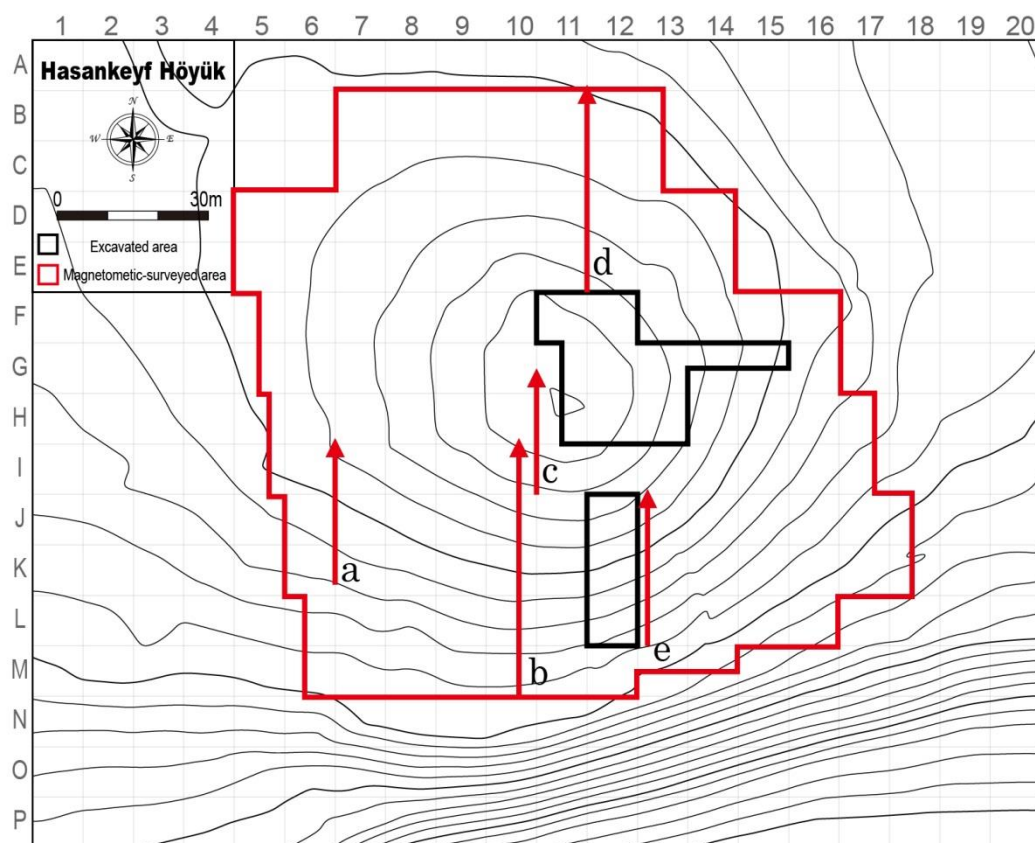 1 2 3 4 5 6 7 8 9 10 11 12 13 14 15 16 17 18 19 20
A
Hasankeyf Höyük
N
B
W E
S
C
0 30m
D
Excavated area
E
Magnetometic-surveyed area
d
F
G
H
I
c
J
K
a
L
e
M
b
N
O
P